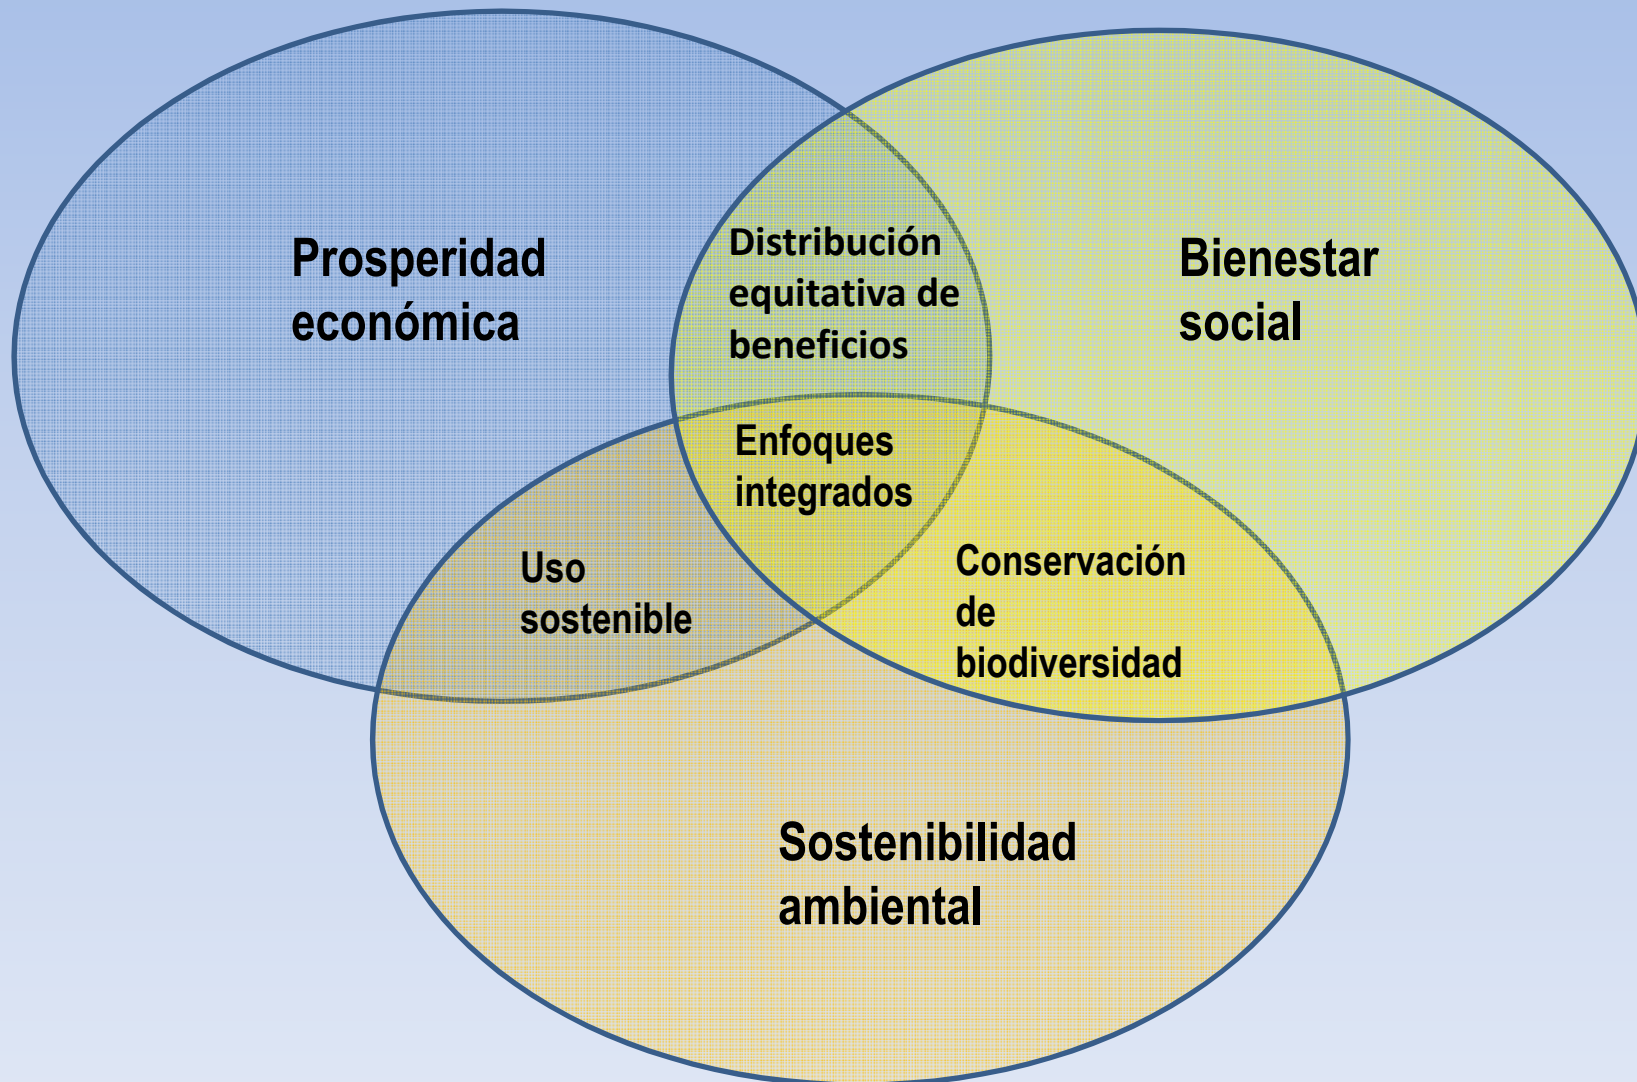 Prosperidad
económica
Distribución
equitativa de
beneficios
Bienestar
social
Enfoques
integrados
Uso
sostenible
Conservación
de
biodiversidad
Sostenibilidad
ambiental